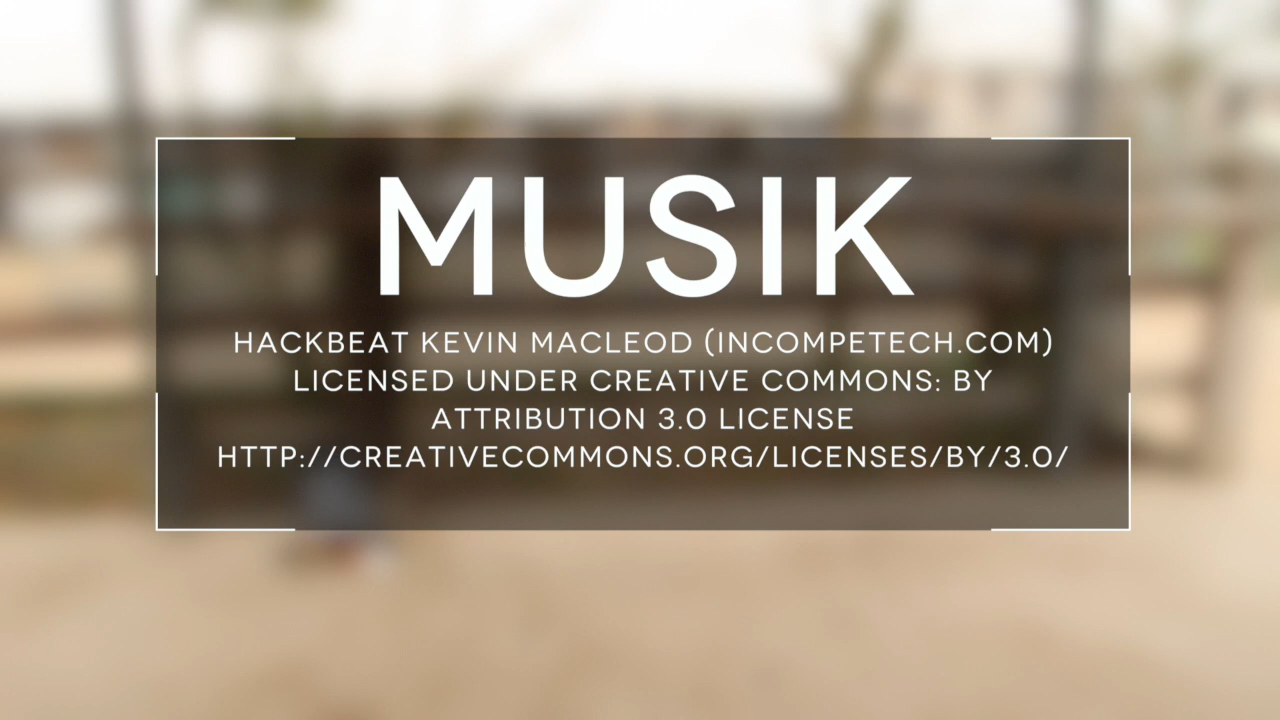 MUSIK
HACKBEAT KEVIN MACLEOD (INCOMPETECH.COM)
LICENSED UNDER CREATIVE COMMONS: BY
ATTRIBUTION 3.0 LICENSE
HTTP://CREATIVECOMMONS.ORG/LICENSES/BY/3.0/